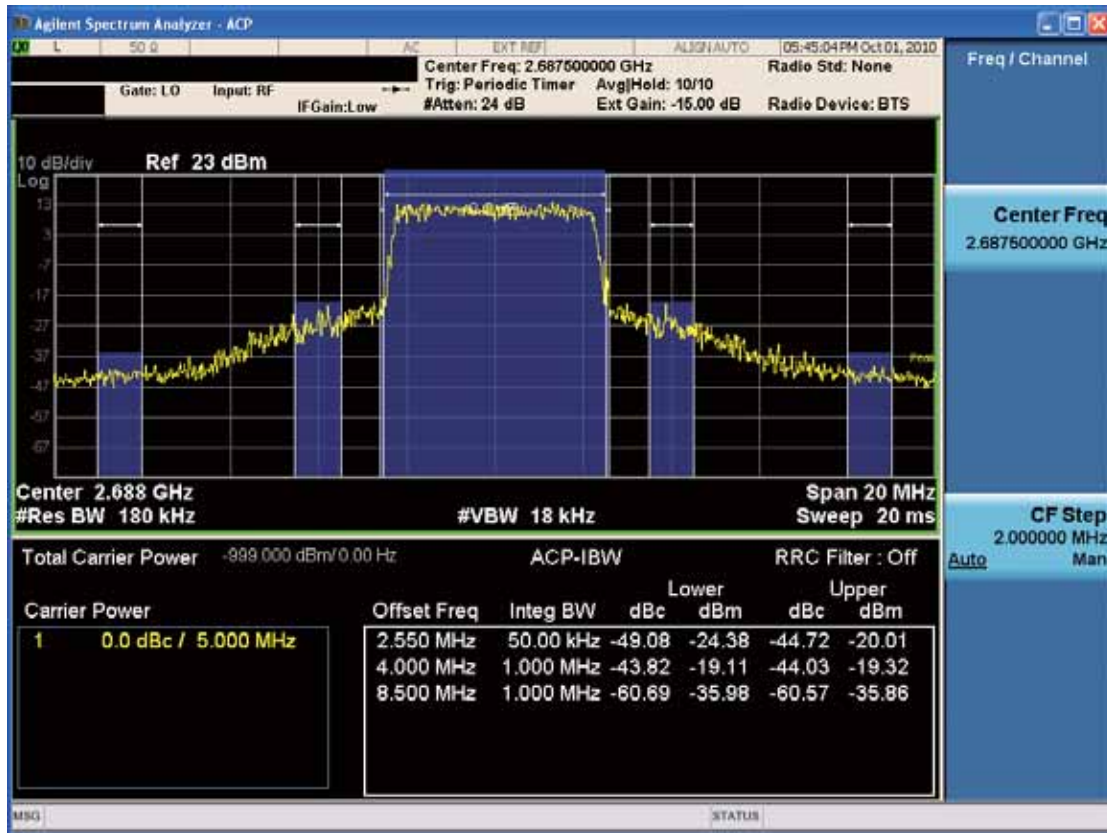 Agilent Spectrum Analyzer - ACP
L 50 Ω AC EXT REF ALIGN AUTO 05:45:04 PM Oct 01, 2010
Center Freq: 2.687500000 GHz Radio Std: None
Gate: LO Input: RF Trig: Periodic Timer Avg|Hold: 10/10
IFGain:Low #Atten: 24 dB Ext Gain: -15.00 dB Radio Device: BTS
10 dB/div Ref 23 dBm
Log
13
3
-7
-17
-27
-37
-47
-57
-67
Center 2.688 GHz Span 20 MHz
#Res BW 180 kHz #VBW 18 kHz Sweep 20 ms
Total Carrier Power -999.000 dBm/ 0.00 Hz ACP-IBW RRC Filter : Off
Lower Upper
Carrier Power Offset Freq Integ BW dBc dBm dBc dBm
1 0.0 dBc / 5.000 MHz
2.550 MHz 50.00 kHz -49.08 -24.38 -44.72 -20.01
4.000 MHz 1.000 MHz -43.82 -19.11 -44.03 -19.32
8.500 MHz 1.000 MHz -60.69 -35.98 -60.57 -35.86
MSG STATUS
Freq / Channel
Center Freq
2.687500000 GHz
CF Step
2.000000 MHz
Auto Man